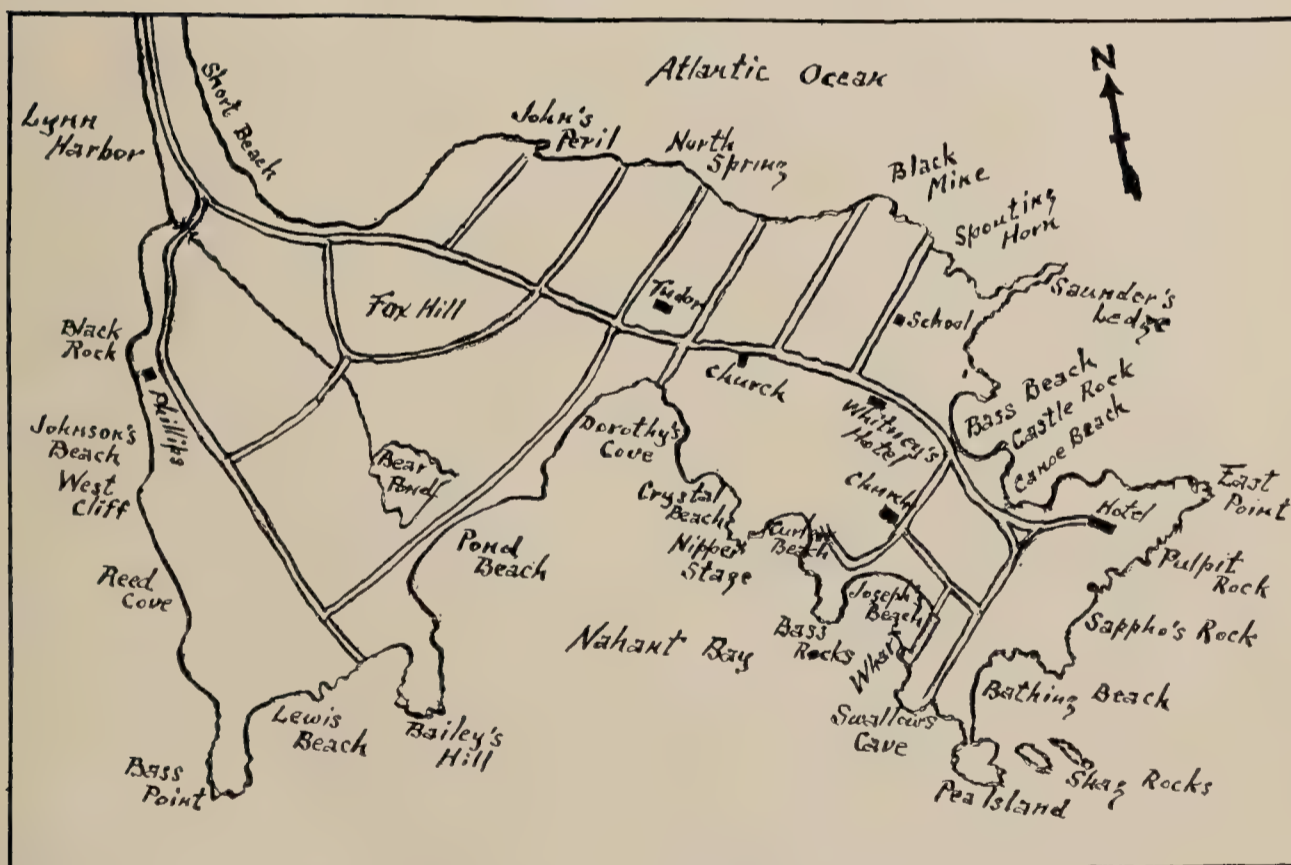 Atlantic Ocean
N
Lynn
Harbor
Short Beach
John's
Peril
North
Spring
Black
Mine
Spouting
Horn
Saunder's
Ledge
Tudor
School
Fox Hill
Black
Rock
Phillips
Church
Whitney's
Hotel
Bass Beach
Castle Rock
Canoe Beach
Johnson's
Beach
West
Cliff
Bear
Pond
Dorothy's
Cove
Crystal
Beach
Church
Hotel
East
Point
Nipper
Stage
Beach
Pond
Beach
Pulpit
Rock
Reed
Cove
Joseph's
Beach
Bass
Rocks
Sappho's Rock
Nahant Bay
Wharf
Bathing Beach
Lewis
Beach
Bailey's
Hill
Swallows
Cave
Bass
Point
Pea Island
Shag Rocks